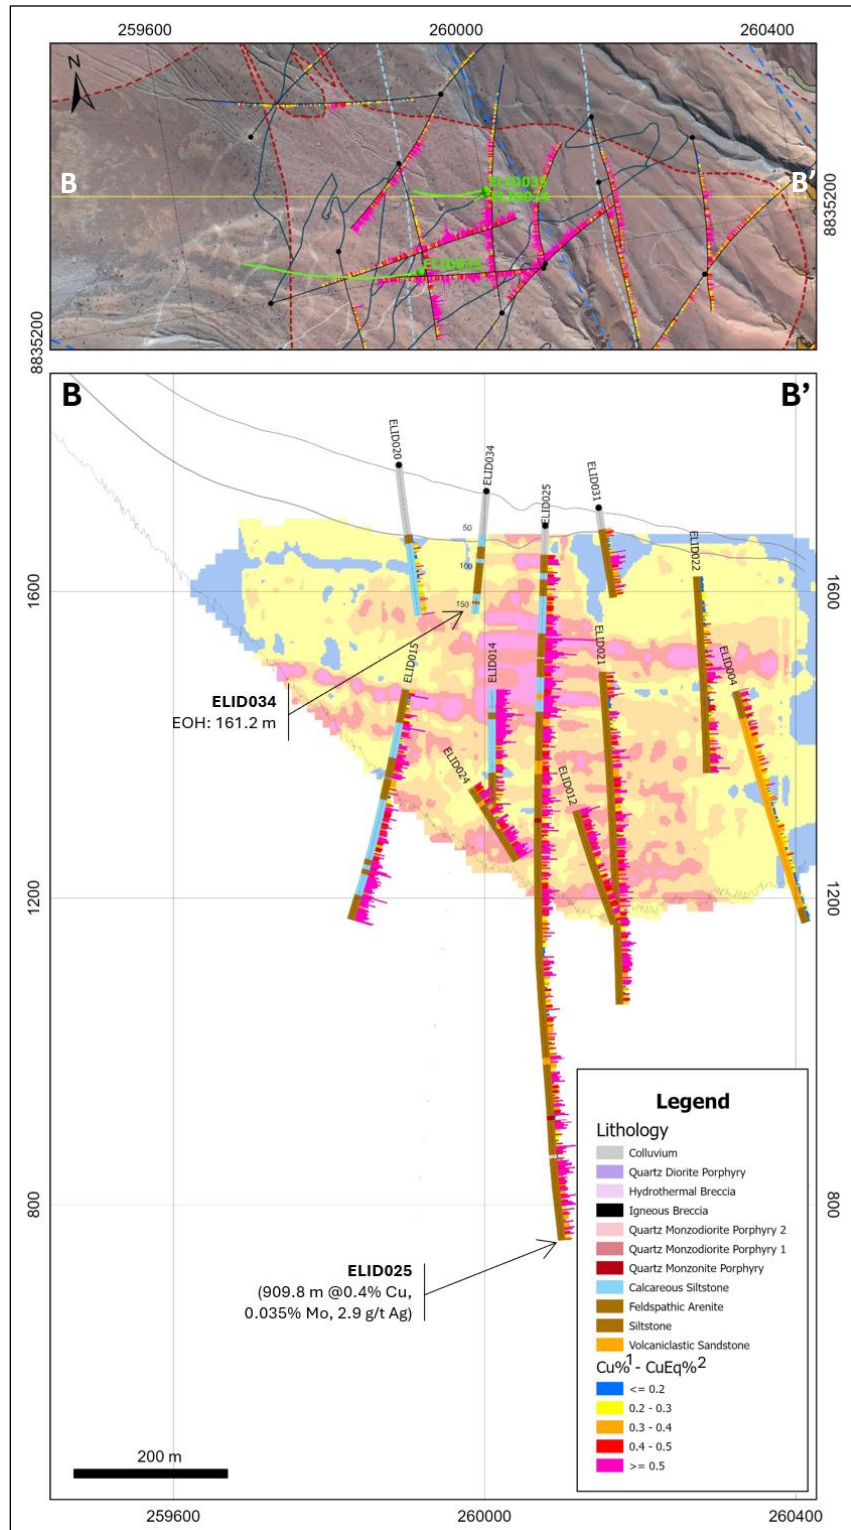 259600
260000
260400
N
B
B’
ELID035
ELID034
ELID033
8835200
8835200
B
B’
ELID020
ELID034
ELID025
ELID031
50
100
150
ELID022
1600
1600
ELID015
ELID014
ELID021
ELID004
ELID034
EOH: 161.2 m
ELID024
ELID012
1200
1200
800
800
ELID025
(909.8 m @0.4% Cu,
0.035% Mo, 2.9 g/t Ag)
Legend
Lithology
Colluvium
Quartz Diorite Porphyry
Hydrothermal Breccia
Igneous Breccia
Quartz Monzodiorite Porphyry 2
Quartz Monzodiorite Porphyry 1
Quartz Monzonite Porphyry
Calcareous Siltstone
Feldspathic Arenite
Siltstone
Volcaniclastic Sandstone
Cu%1 - CuEq%2
<= 0.2
0.2 - 0.3
0.3 - 0.4
0.4 - 0.5
>= 0.5
200 m
259600
260000
260400